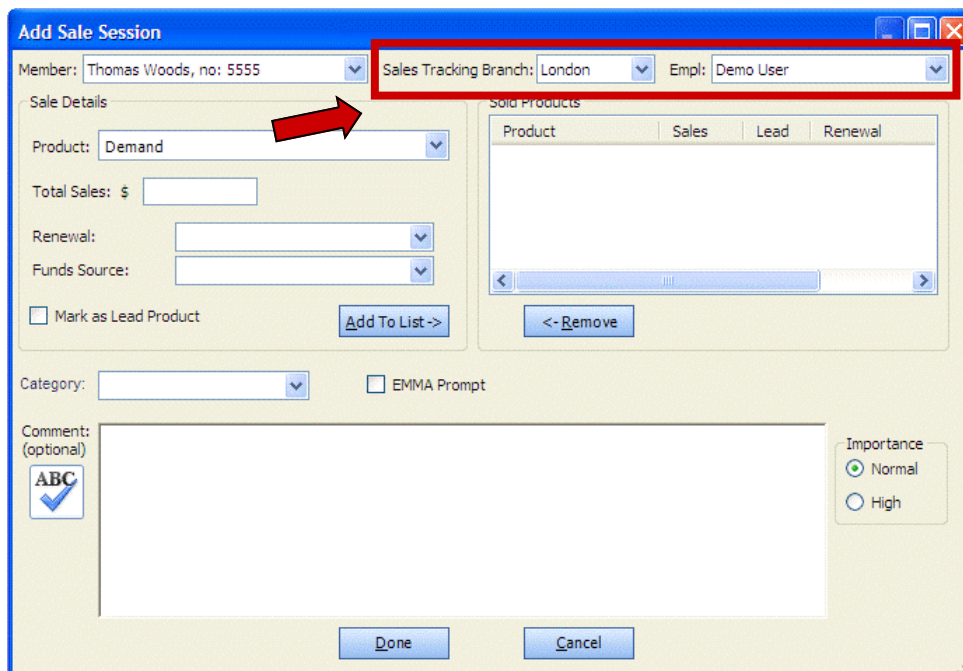 Add Sale Session
Member: Thomas Woods, no: 5555 Sales Tracking Branch: London Empl: Demo User
Sale Details
Product: Demand
Total Sales: $
Renewal:
Funds Source:
Mark as Lead Product
Add To List ->
Sold Products
Product Sales Lead Renewal
<- Remove
Category:
EMMA Prompt
Comment:
(optional)
ABC
Importance
Normal
High
Done
Cancel